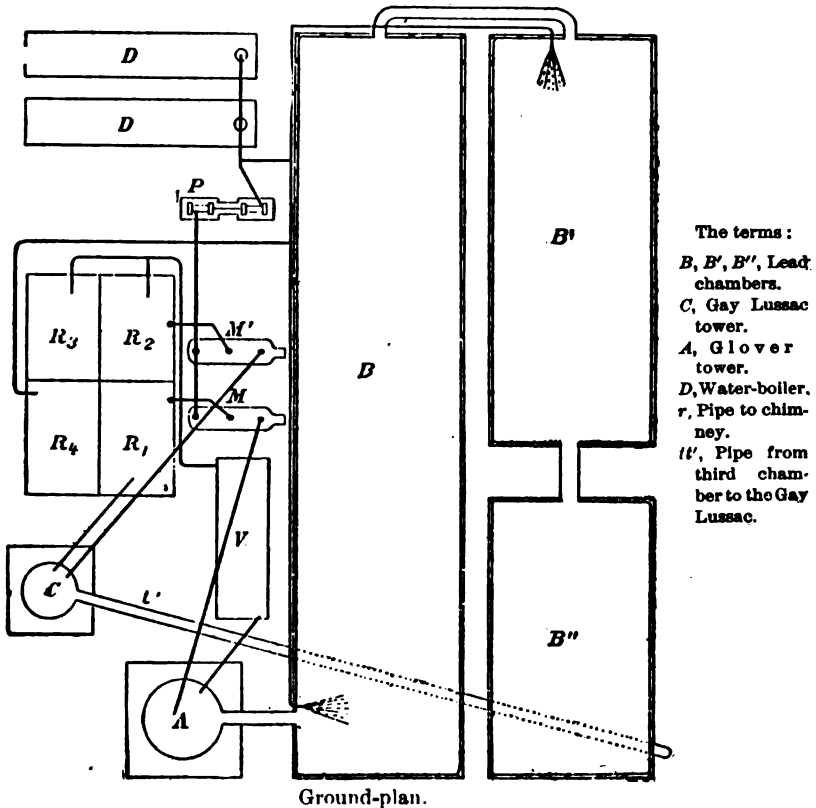 D
D
P
B'
M'
R3 R2
B
M
R4 R1
V
C
t'
B"
A
Ground-plan.
The terms :
B, B', B", Lead
chambers.
C, Gay Lussac
tower.
A, Glover
tower.
D, Water-boiler.
r, Pipe to chim-
ney.
tt', Pipe from
third cham-
ber to the Gay
Lussac.